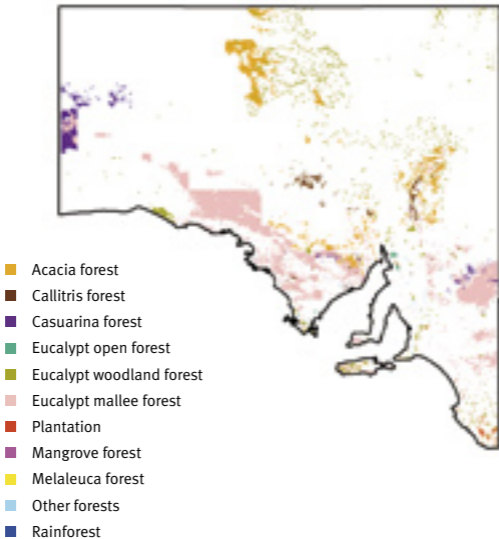 Acacia forest
Callitris forest
Casuarina forest
Eucalypt open forest
Eucalypt woodland forest
Eucalypt mallee forest
Plantation
Mangrove forest
Melaleuca forest
Other forests
Rainforest